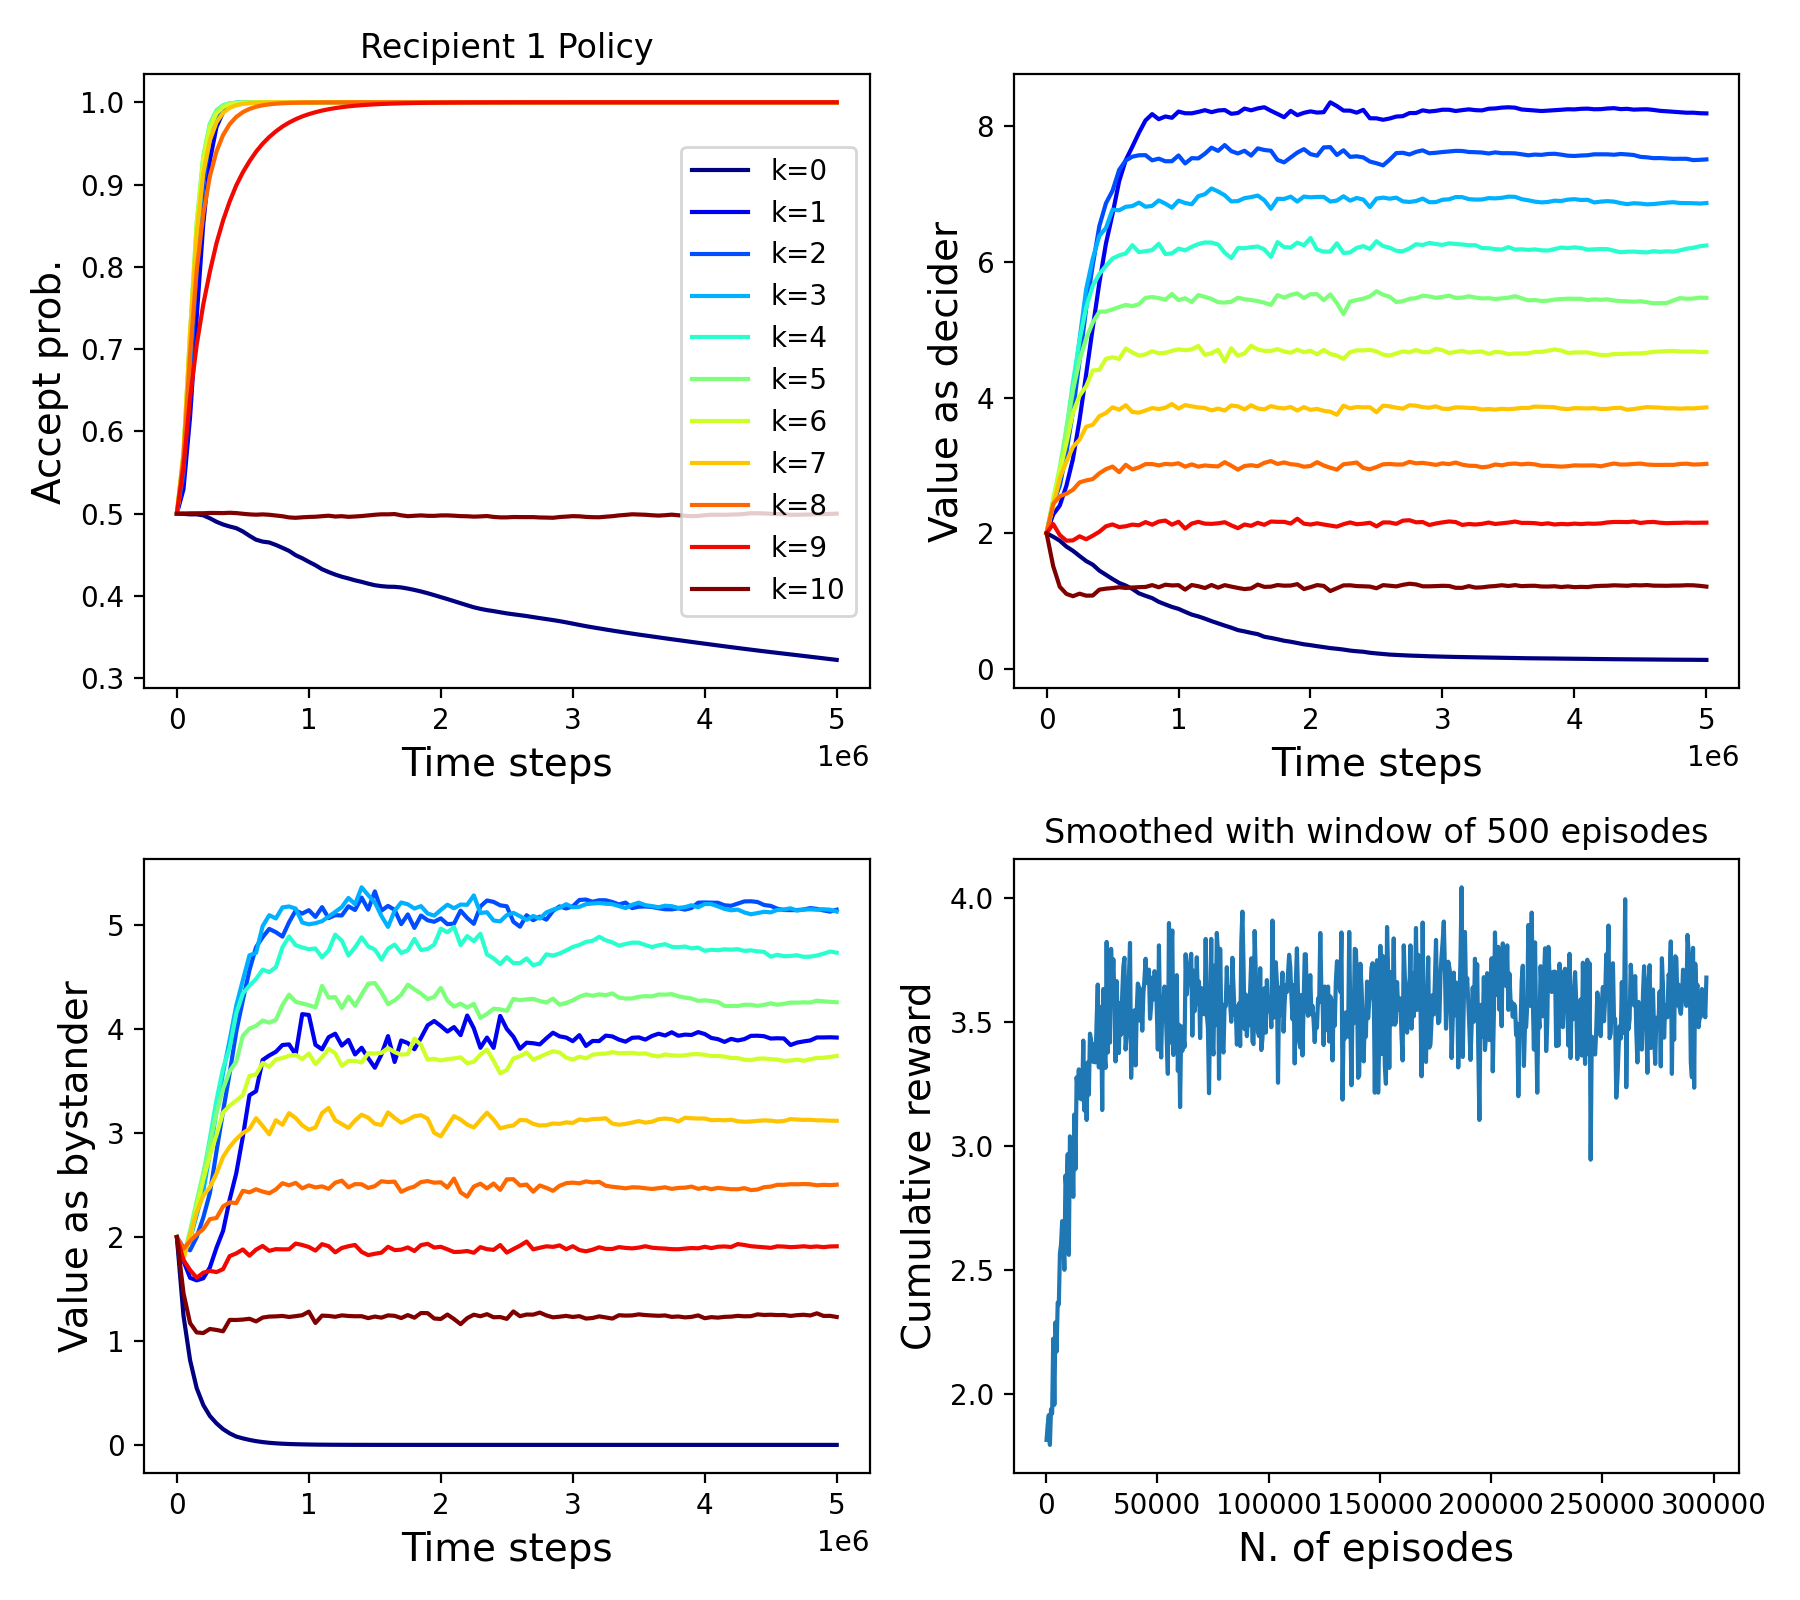 Recipient 1 Policy
Accept prob.
1.0
0.9
0.8
0.7
0.6
0.5
0.4
0.3
k=0
k=1
k=2
k=3
k=4
k=5
k=6
k=7
k=8
k=9
k=10
0 1 2 3 4 5
1e6
Time steps
Value as decider
8
6
4
2
0
0 1 2 3 4 5
1e6
Time steps
Value as bystander
5
4
3
2
1
0
0 1 2 3 4 5
1e6
Time steps
Smoothed with window of 500 episodes
Cumulative reward
4.0
3.5
3.0
2.5
2.0
0 50000 100000 150000 200000 250000 300000
N. of episodes